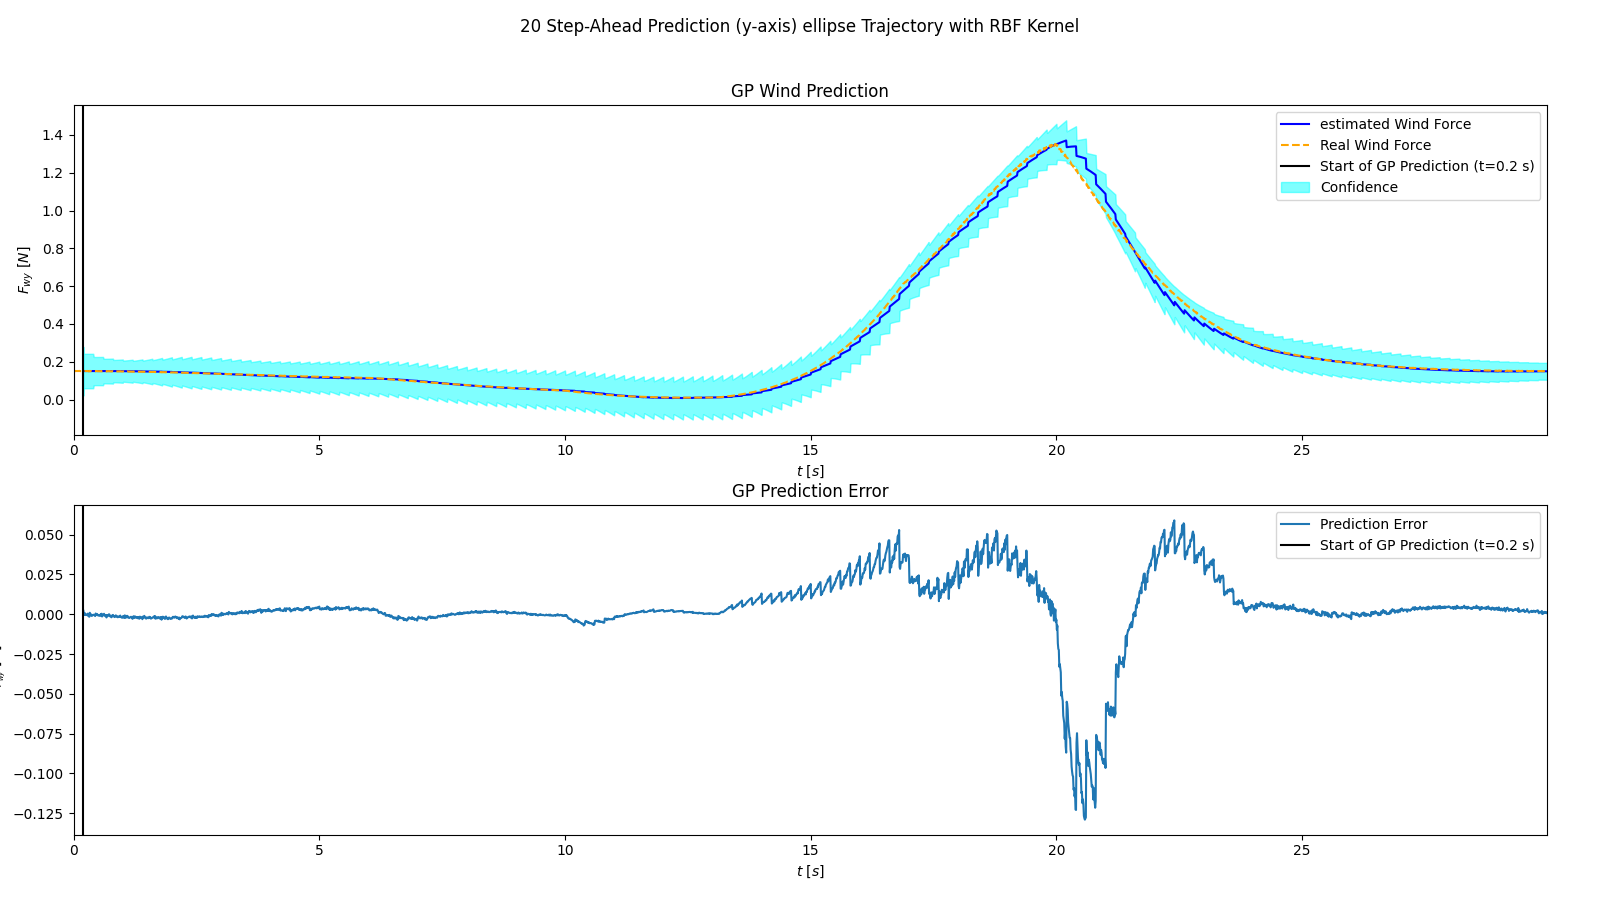 20 Step-Ahead Prediction (y-axis) ellipse Trajectory with RBF Kernel
GP Wind Prediction
estimated Wind Force
Real Wind Force
Start of GP Prediction (t=0.2 s)
Confidence
1.4
1.2
1.0
0.8
0.6
0.4
0.2
0.0
F_wy [N]
0 5 10 15 20 25
t [s]
GP Prediction Error
Prediction Error
Start of GP Prediction (t=0.2 s)
0.050
0.025
0.000
−0.025
−0.050
−0.075
−0.100
−0.125
0 5 10 15 20 25
t [s]